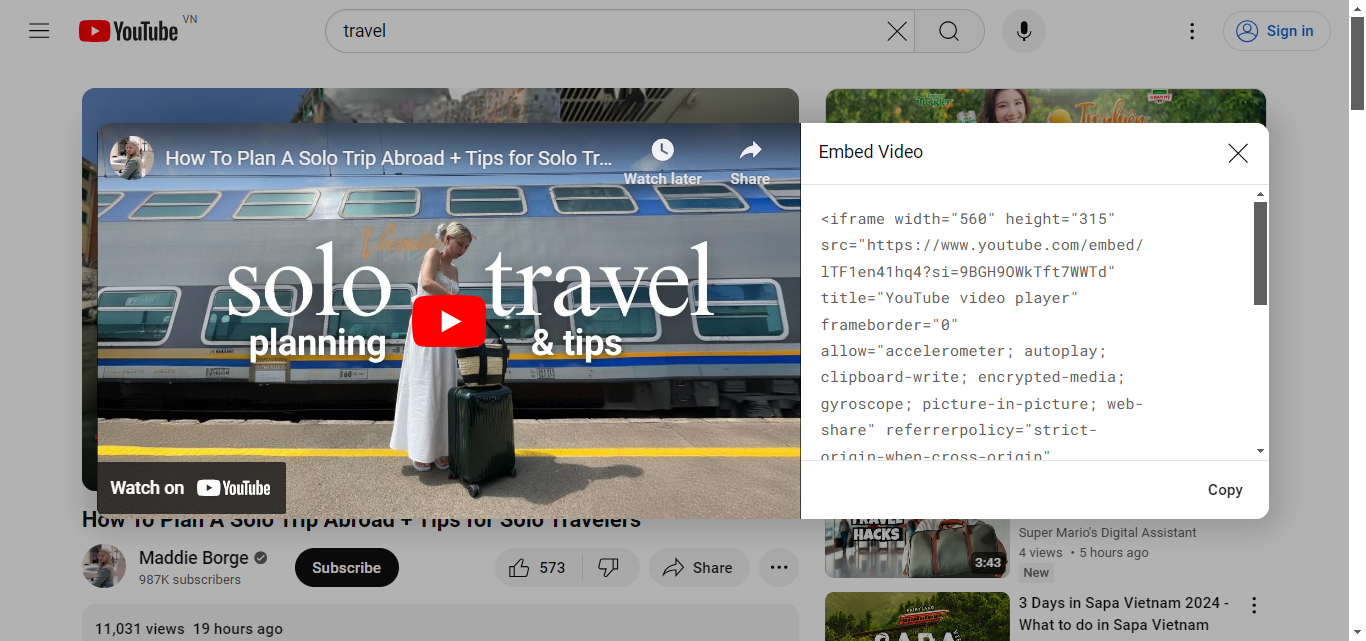 YouTube VN
travel
Sign in
Tự nhiên
How To Plan A Solo Trip Abroad + Tips for Solo Tr...
Watch later
Share
solo travel
planning & tips
Watch on YouTube
Embed Video
<iframe width="560" height="315"
src="https://www.youtube.com/embed/
lTF1en41hq4?si=9BGH9OWkTft7WWTd"
title="YouTube video player"
frameborder="0"
allow="accelerometer; autoplay;
clipboard-write; encrypted-media;
gyroscope; picture-in-picture; web-
share" referrerpolicy="strict-
origin-when-cross-origin"
Copy
How To Plan A Solo Trip Abroad + Tips for Solo Travelers
Maddie Borge
987K subscribers
Subscribe
573
Share
11,031 views 19 hours ago
TRAVEL
HACKS
3:43
Super Mario's Digital Assistant
4 views • 5 hours ago
New
FAIRYLAND
SAPA
3 Days in Sapa Vietnam 2024 -
What to do in Sapa Vietnam